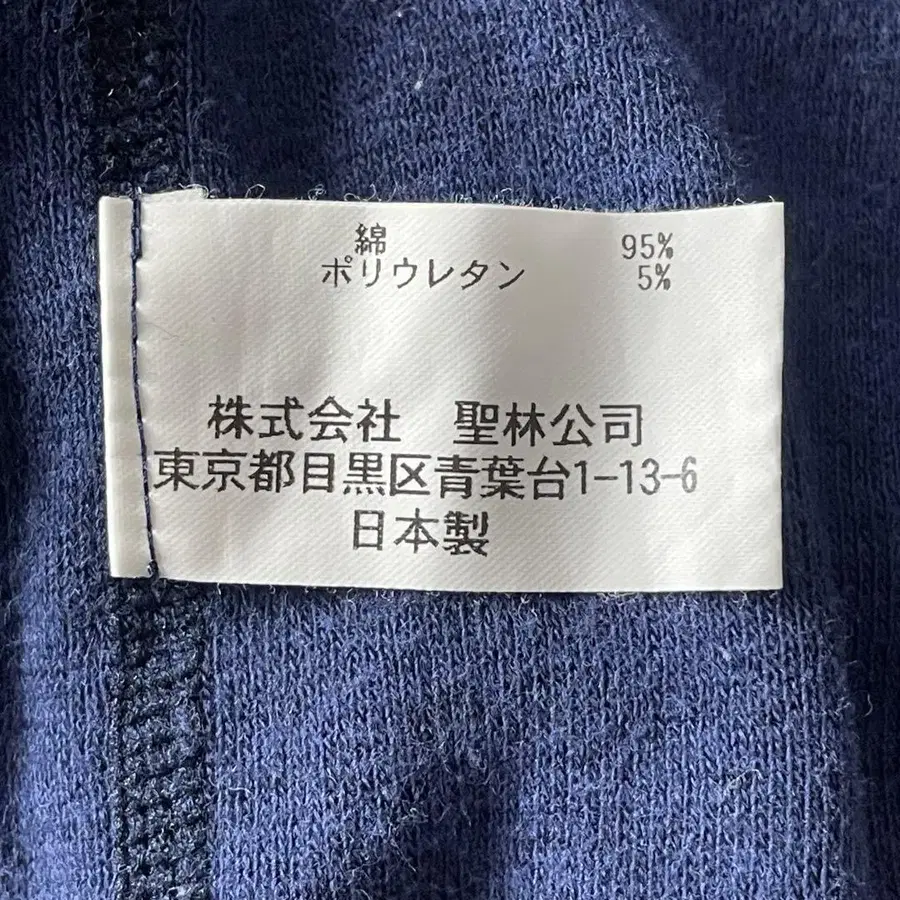 綿 95%
ポリウレタン 5%
株式会社 聖林公司
東京都目黒区青葉台1-13-6
日本製